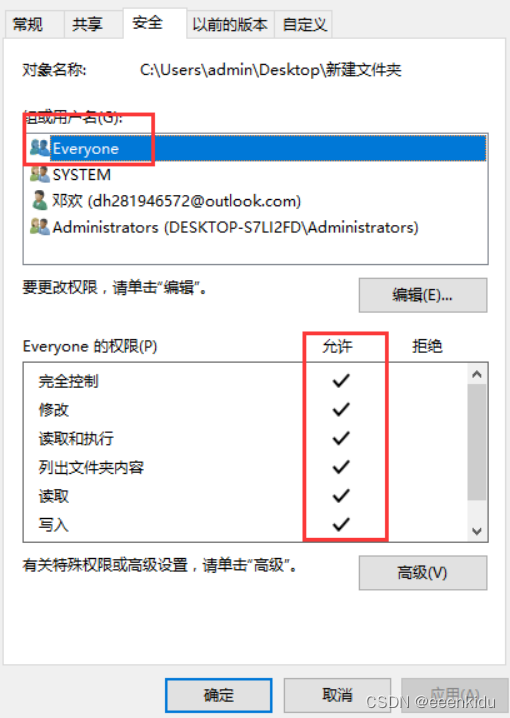 常规 共享 安全 以前的版本 自定义
对象名称: C:\Users\admin\Desktop\新建文件夹
组或用户名(G):
Everyone
SYSTEM
邓欢 (dh281946572@outlook.com)
Administrators (DESKTOP-S7LI2FD\Administrators)
要更改权限，请单击“编辑”。
编辑(E)...
Everyone 的权限(P) 允许 拒绝
完全控制
修改
读取和执行
列出文件夹内容
读取
写入
有关特殊权限或高级设置，请单击“高级”。
高级(V)
确定 取消 应用(A)
CSDN @eeenkidu